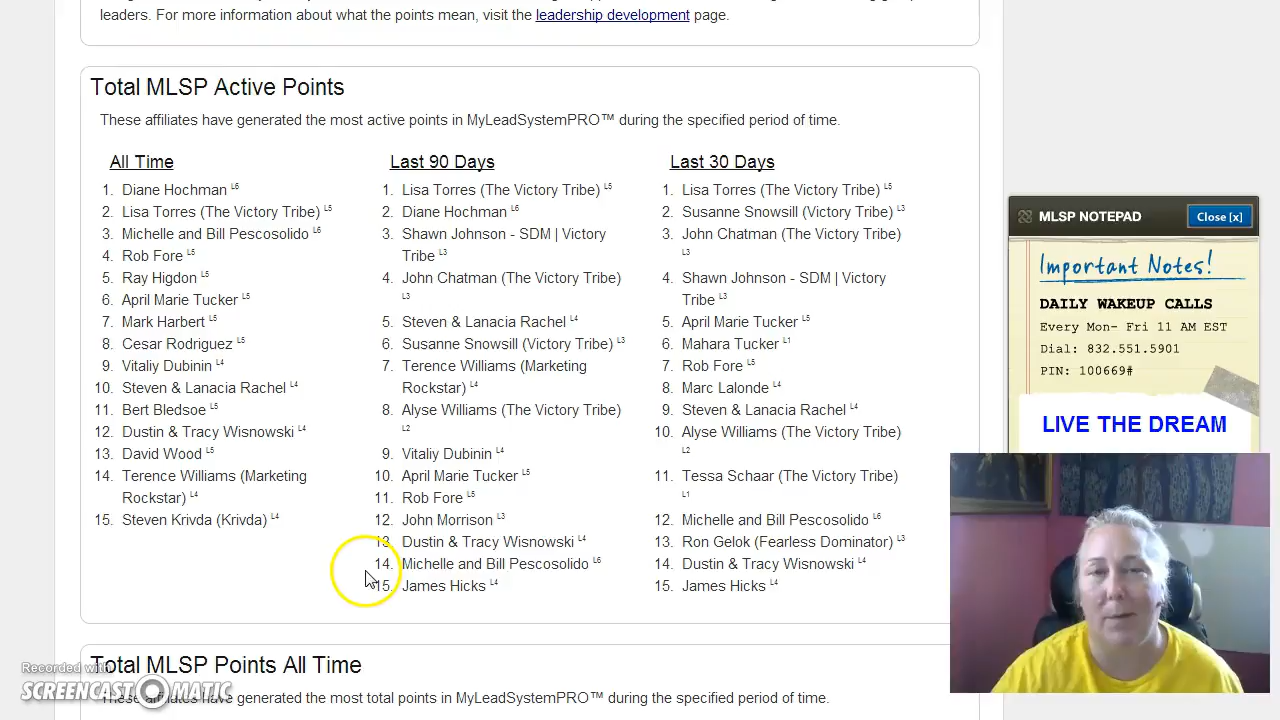 leaders. For more information about what the points mean, visit the leadership development page.
Total MLSP Active Points
These affiliates have generated the most active points in MyLeadSystemPRO™ during the specified period of time.
All Time
1. Diane Hochman L6
2. Lisa Torres (The Victory Tribe) L5
3. Michelle and Bill Pescosolido L6
4. Rob Fore L5
5. Ray Higdon L5
6. April Marie Tucker L5
7. Mark Harbert L5
8. Cesar Rodriguez L5
9. Vitaliy Dubinin L4
10. Steven & Lanacia Rachel L4
11. Bert Bledsoe L5
12. Dustin & Tracy Wisnowski L4
13. David Wood L5
14. Terence Williams (Marketing
Rockstar) L4
15. Steven Krivda (Krivda) L4
Last 90 Days
1. Lisa Torres (The Victory Tribe) L5
2. Diane Hochman L6
3. Shawn Johnson - SDM | Victory
Tribe L3
4. John Chatman (The Victory Tribe)
L3
5. Steven & Lanacia Rachel L4
6. Susanne Snowsill (Victory Tribe) L3
7. Terence Williams (Marketing
Rockstar) L4
8. Alyse Williams (The Victory Tribe)
L2
9. Vitaliy Dubinin L4
10. April Marie Tucker L5
11. Rob Fore L5
12. John Morrison L3
13. Dustin & Tracy Wisnowski L4
14. Michelle and Bill Pescosolido L6
15. James Hicks L4
Last 30 Days
1. Lisa Torres (The Victory Tribe) L5
2. Susanne Snowsill (Victory Tribe) L3
3. John Chatman (The Victory Tribe)
L3
4. Shawn Johnson - SDM | Victory
Tribe L3
5. April Marie Tucker L5
6. Mahara Tucker L1
7. Rob Fore L5
8. Marc Lalonde L4
9. Steven & Lanacia Rachel L4
10. Alyse Williams (The Victory Tribe)
L2
11. Tessa Schaar (The Victory Tribe)
L1
12. Michelle and Bill Pescosolido L6
13. Ron Gelok (Fearless Dominator) L3
14. Dustin & Tracy Wisnowski L4
15. James Hicks L4
MLSP NOTEPAD
Close [x]
Important Notes!
DAILY WAKEUP CALLS
Every Mon- Fri 11 AM EST
Dial: 832.551.5901
PIN: 100669#
LIVE THE DREAM
Total MLSP Points All Time
These affiliates have generated the most total points in MyLeadSystemPRO™ during the specified period of time.
Recorded with
SCREENCAST-O-MATIC